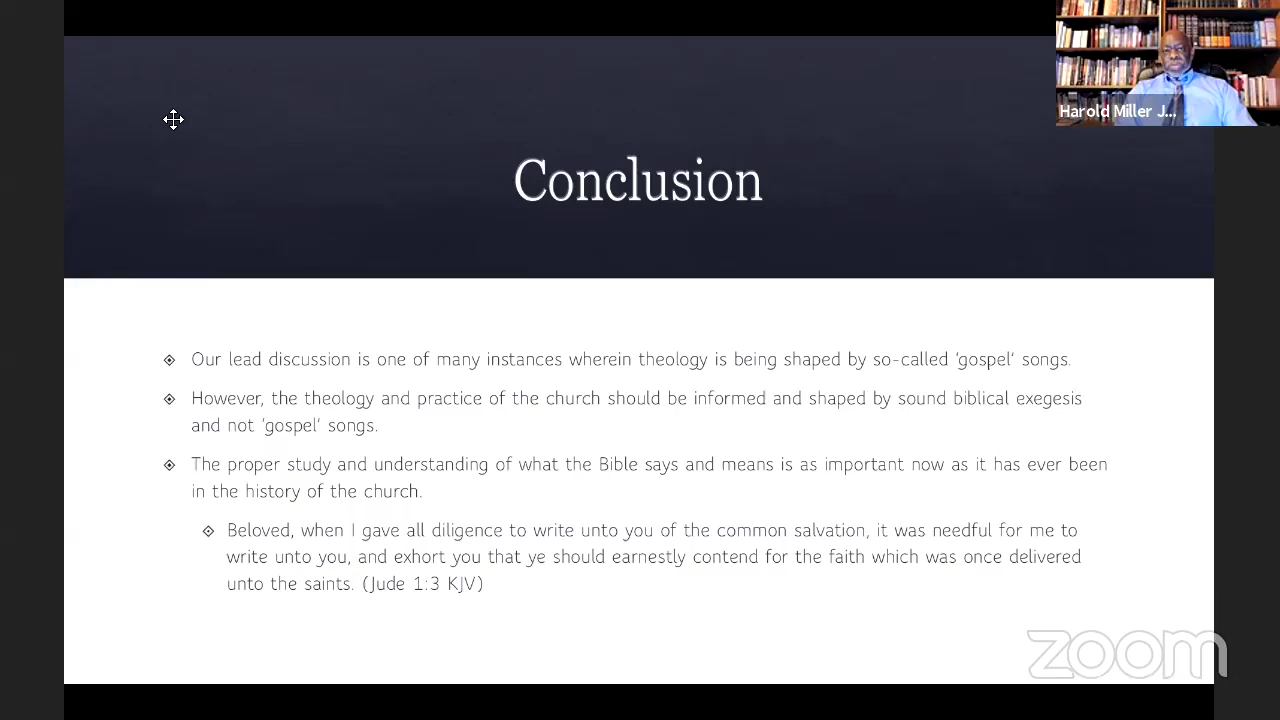 Harold Miller J...
Conclusion
Our lead discussion is one of many instances wherein theology is being shaped by so-called ‘gospel’ songs.
However, the theology and practice of the church should be informed and shaped by sound biblical exegesis
and not ‘gospel’ songs.
The proper study and understanding of what the Bible says and means is as important now as it has ever been
in the history of the church.
Beloved, when I gave all diligence to write unto you of the common salvation, it was needful for me to
write unto you, and exhort you that ye should earnestly contend for the faith which was once delivered
unto the saints. (Jude 1:3 KJV)
zoom